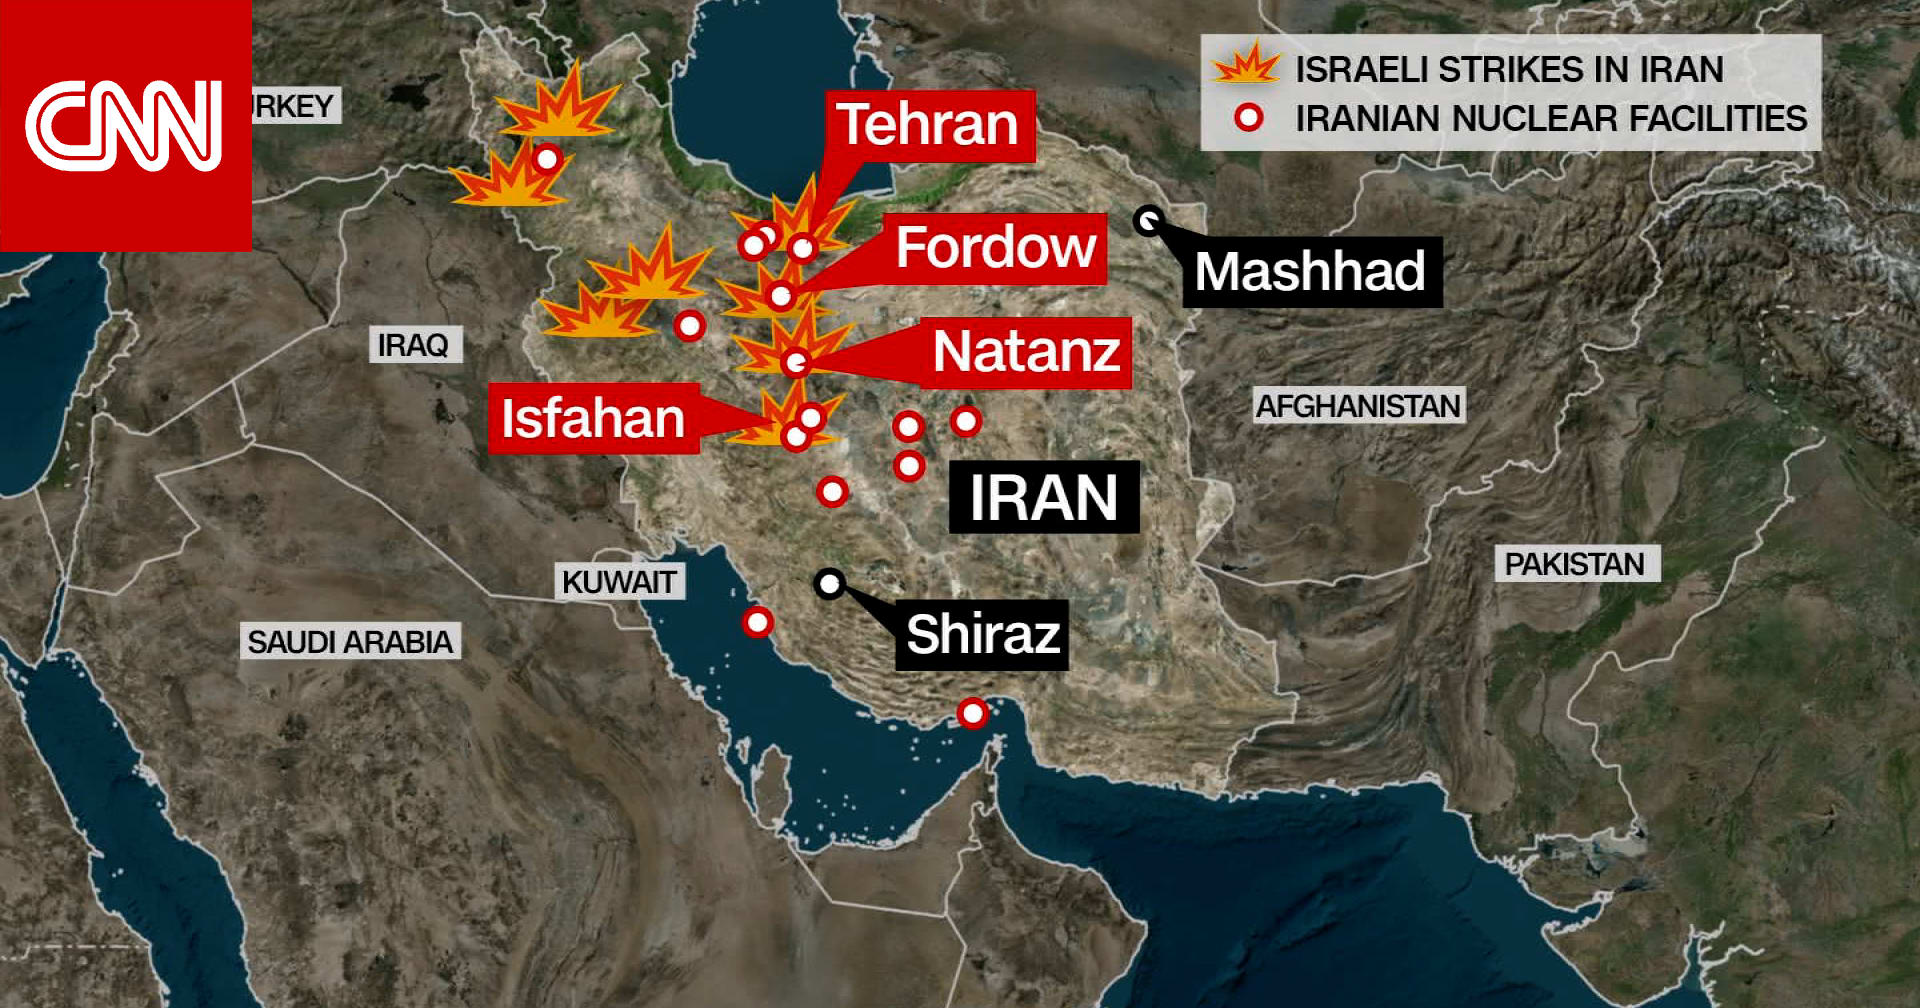 CNN
URKEY
ISRAELI STRIKES IN IRAN
IRANIAN NUCLEAR FACILITIES
Tehran
Fordow
Mashhad
IRAQ
Natanz
Isfahan
AFGHANISTAN
IRAN
PAKISTAN
KUWAIT
SAUDI ARABIA
Shiraz